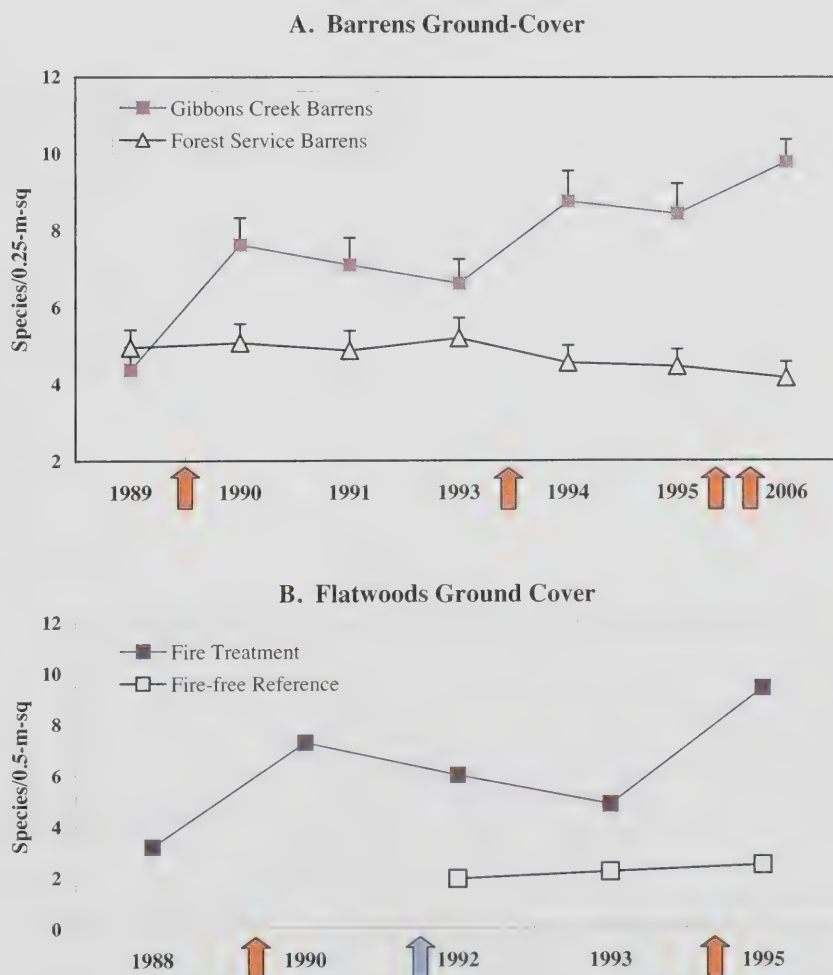 A. Barrens Ground-Cover
12
10
8
6
4
2
Species/0.25-m-sq
Gibbons Creek Barrens
Forest Service Barrens
1989 1990 1991 1993 1994 1995 2006
B. Flatwoods Ground Cover
12
10
8
6
4
2
0
Species/0.5-m-sq
Fire Treatment
Fire-free Reference
1988 1990 1992 1993 1995